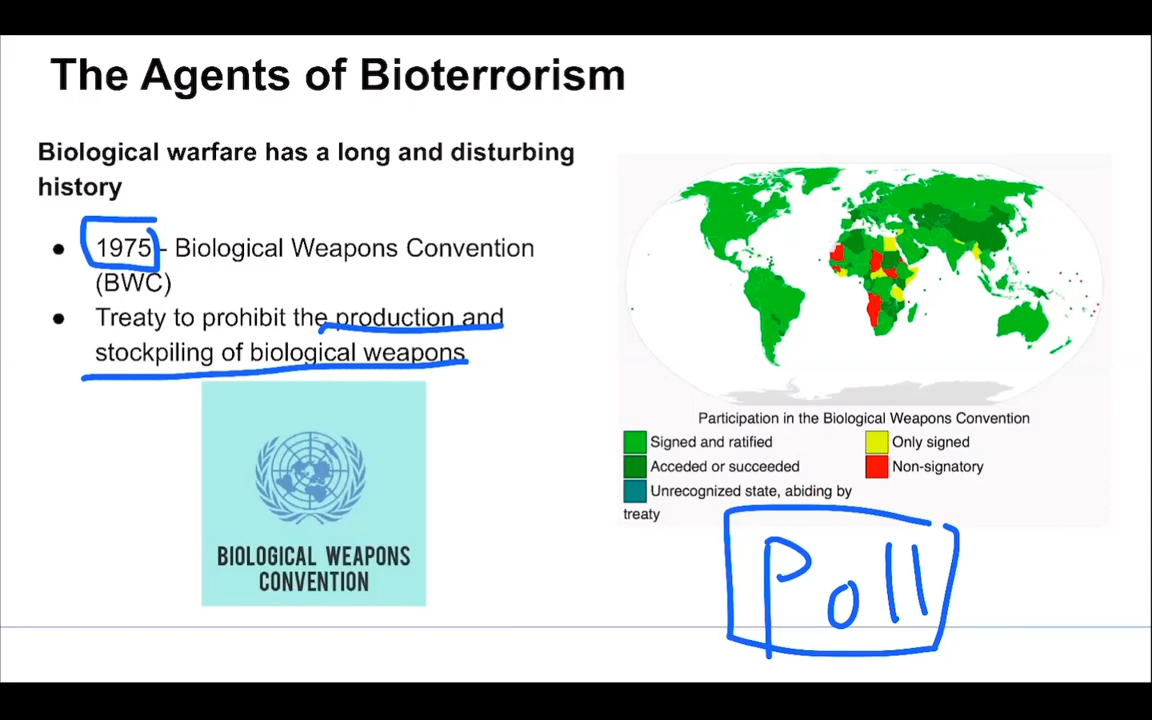 The Agents of Bioterrorism
Biological warfare has a long and disturbing
history
● 1975 - Biological Weapons Convention
(BWC)
● Treaty to prohibit the production and
stockpiling of biological weapons
BIOLOGICAL WEAPONS
CONVENTION
Participation in the Biological Weapons Convention
Signed and ratified
Only signed
Acceded or succeeded
Non-signatory
Unrecognized state, abiding by
treaty
Poll